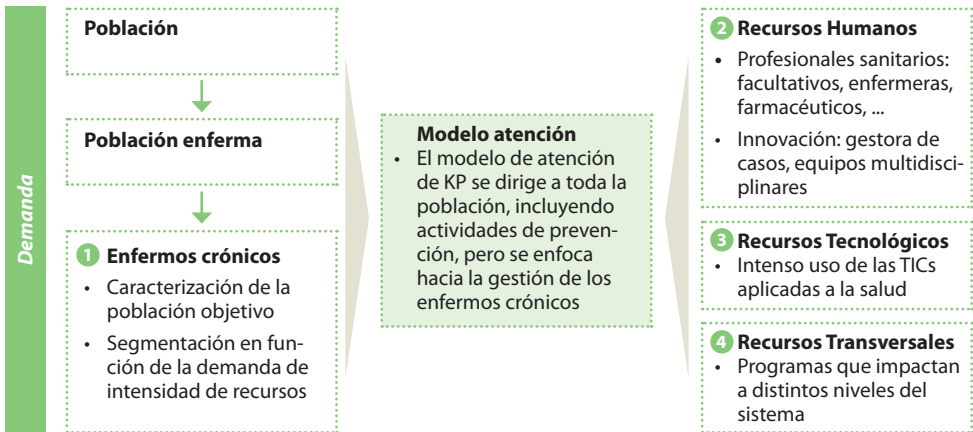 Demanda
Población
Población enferma
1 Enfermos crónicos
• Caracterización de la
población objetivo
• Segmentación en fun-
ción de la demanda de
intensidad de recursos
Modelo atención
• El modelo de atención
de KP se dirige a toda la
población, incluyendo
actividades de preven-
ción, pero se enfoca
hacia la gestión de los
enfermos crónicos
2 Recursos Humanos
• Profesionales sanitarios:
facultativos, enfermeras,
farmacéuticos, ...
• Innovación: gestora de
casos, equipos multidisci-
plinares
3 Recursos Tecnológicos
• Intenso uso de las TICs
aplicadas a la salud
4 Recursos Transversales
• Programas que impactan
a distintos niveles del
sistema